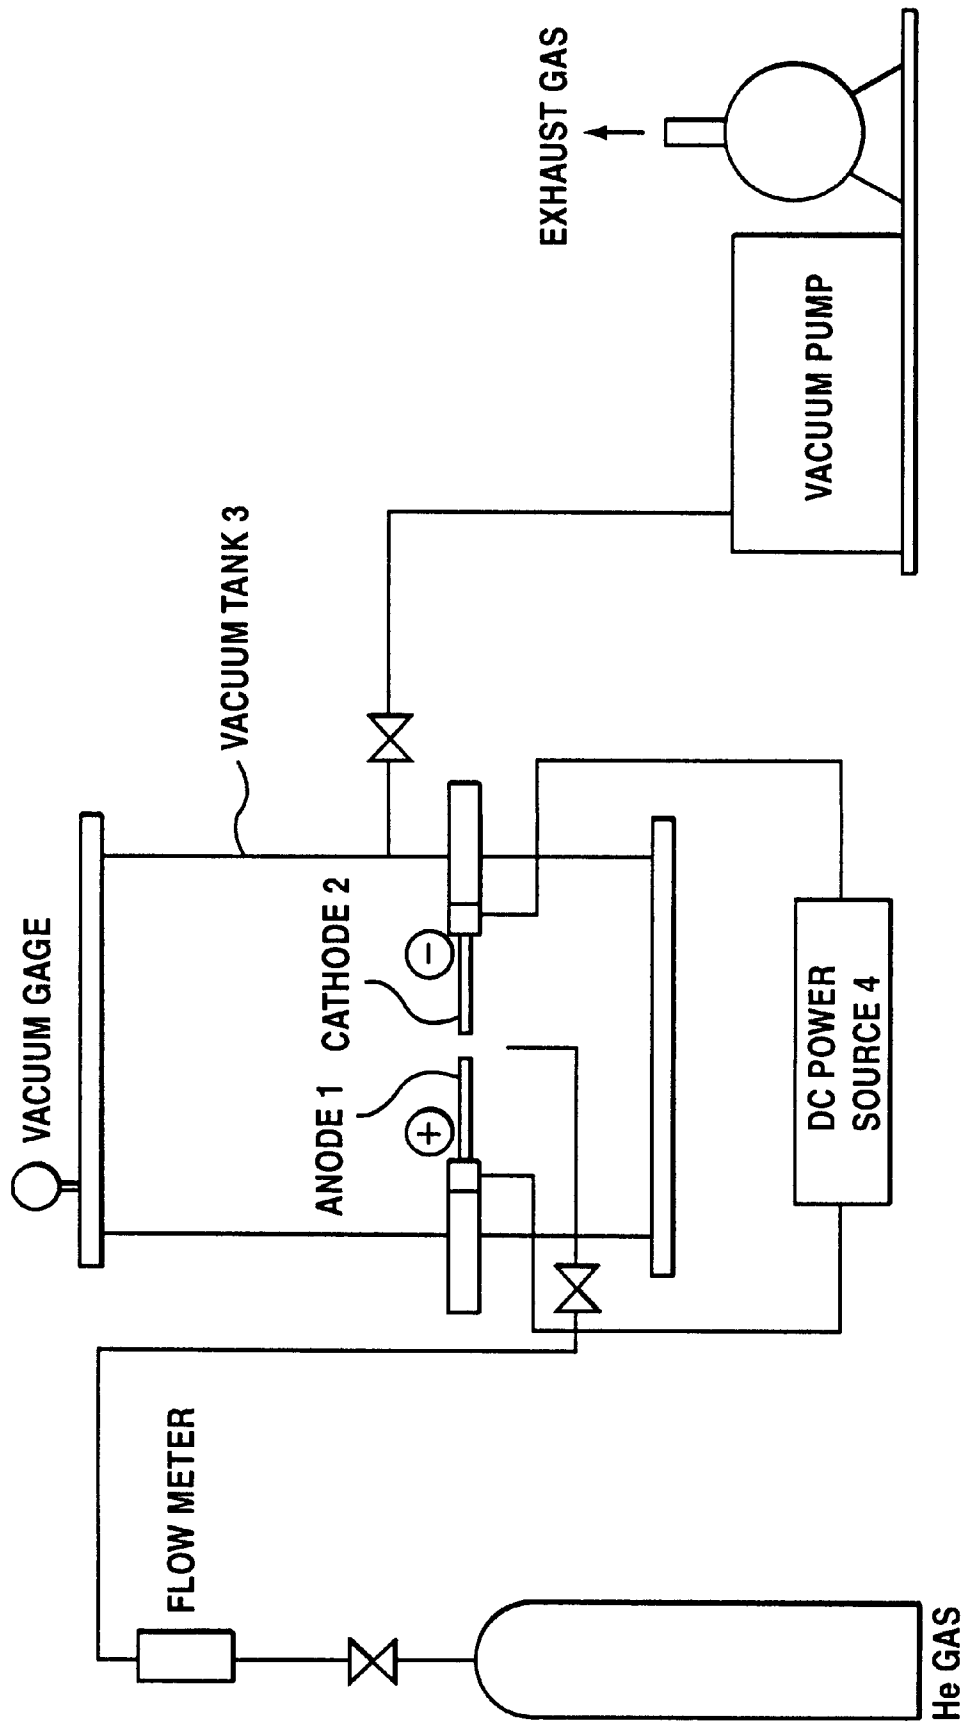 VACUUM GAGE
VACUUM TANK 3
EXHAUST GAS
FLOW METER
ANODE 1
CATHODE 2
+
−
VACUUM PUMP
DC POWER
SOURCE 4
He GAS